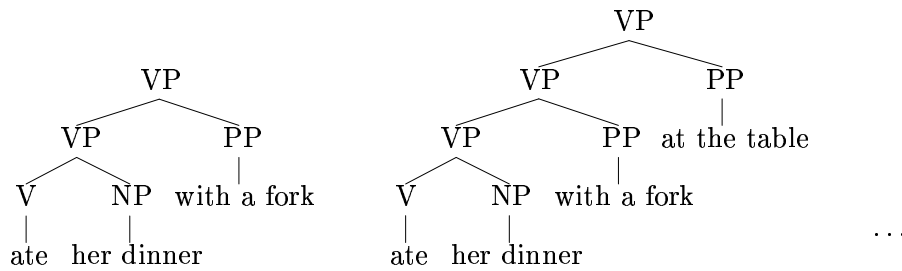 VP
VP VP PP
VP PP VP PP at the table
V NP with a fork V NP with a fork
...
ate her dinner ate her dinner